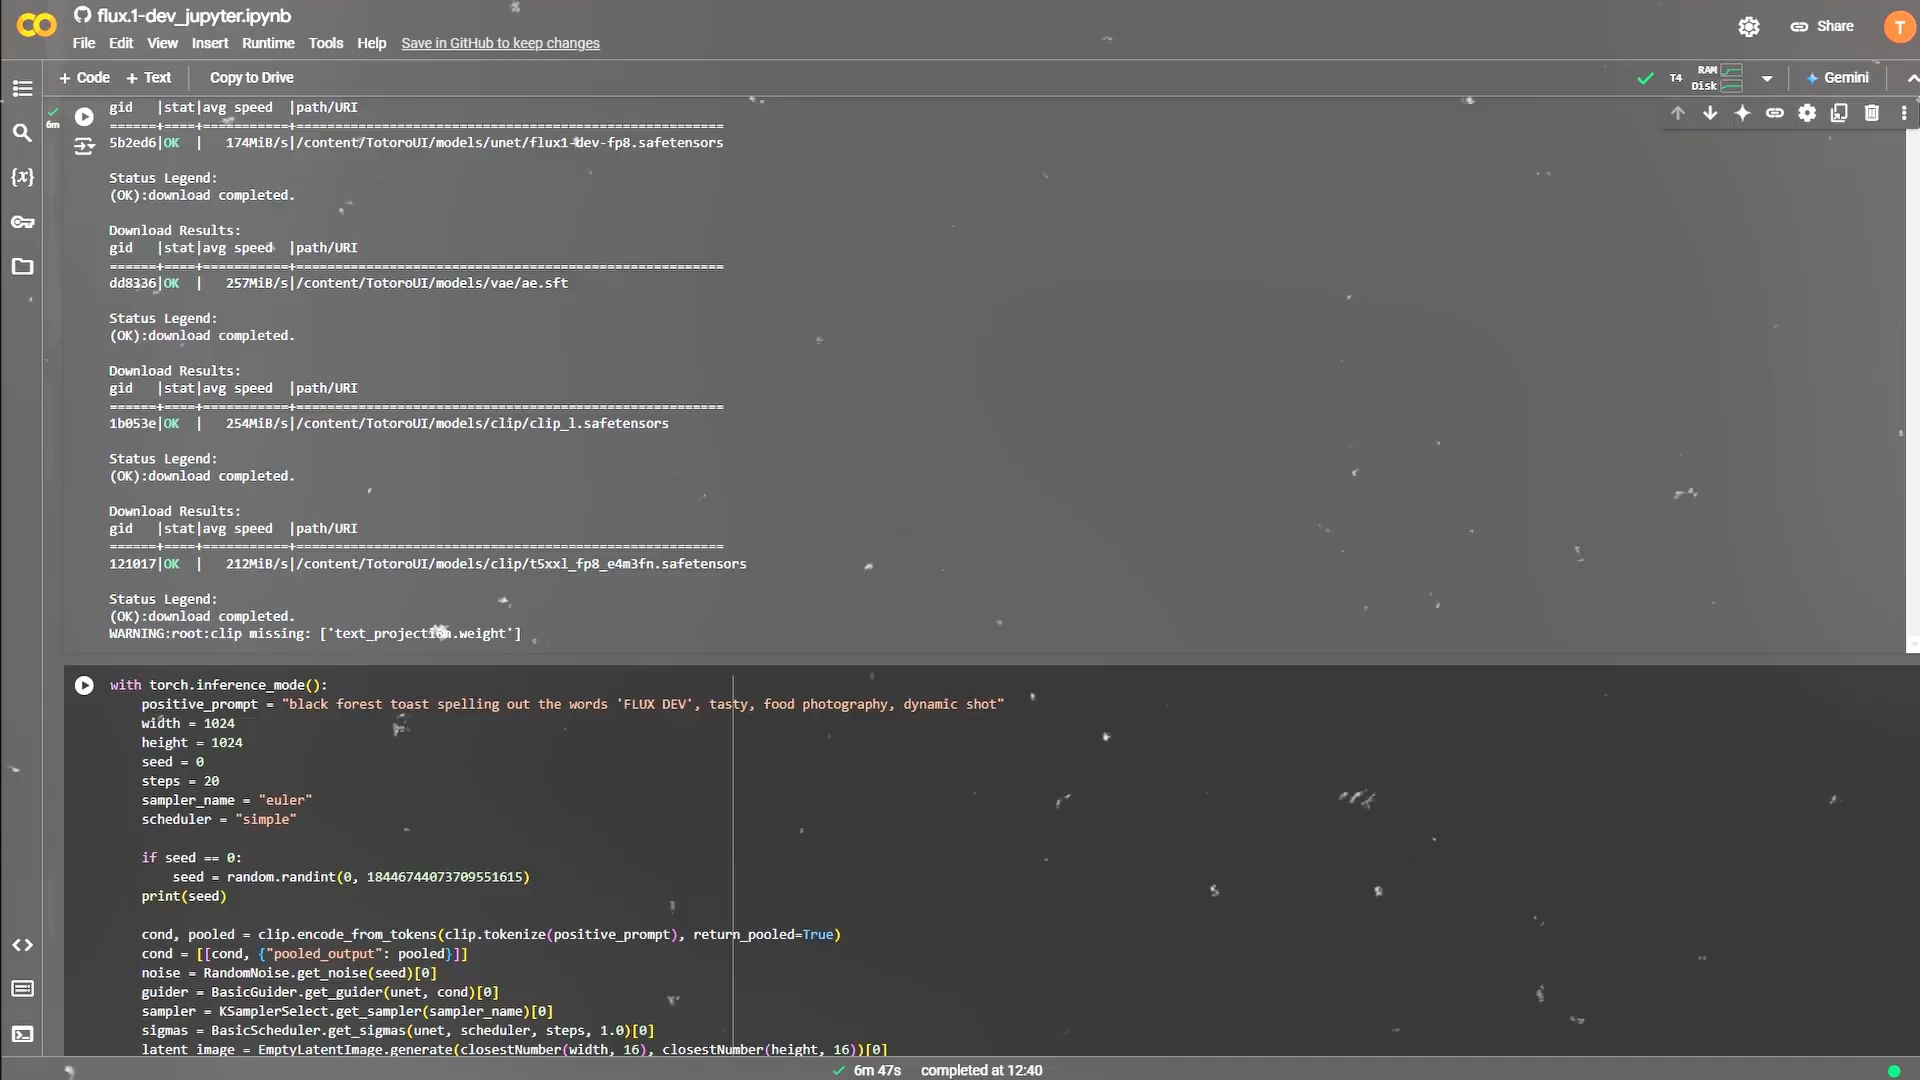 flux.1-dev_jupyter.ipynb
File Edit View Insert Runtime Tools Help Save in GitHub to keep changes
Share
T
+ Code + Text Copy to Drive
T4 RAM Disk
Gemini
6m
gid |stat|avg speed |path/URI
======+====+===========+=======================================================
5b2ed6|OK | 174MiB/s|/content/TotoroUI/models/unet/flux1-dev-fp8.safetensors
Status Legend:
(OK):download completed.
Download Results:
gid |stat|avg speed |path/URI
======+====+===========+=======================================================
dd8336|OK | 257MiB/s|/content/TotoroUI/models/vae/ae.sft
Status Legend:
(OK):download completed.
Download Results:
gid |stat|avg speed |path/URI
======+====+===========+=======================================================
1b053e|OK | 254MiB/s|/content/TotoroUI/models/clip/clip_l.safetensors
Status Legend:
(OK):download completed.
Download Results:
gid |stat|avg speed |path/URI
======+====+===========+=======================================================
121017|OK | 212MiB/s|/content/TotoroUI/models/clip/t5xxl_fp8_e4m3fn.safetensors
Status Legend:
(OK):download completed.
WARNING:root:clip missing: ['text_projection.weight']
with torch.inference_mode():
positive_prompt = "black forest toast spelling out the words 'FLUX DEV', tasty, food photography, dynamic shot"
width = 1024
height = 1024
seed = 0
steps = 20
sampler_name = "euler"
scheduler = "simple"
if seed == 0:
seed = random.randint(0, 18446744073709551615)
print(seed)
cond, pooled = clip.encode_from_tokens(clip.tokenize(positive_prompt), return_pooled=True)
cond = [[cond, {"pooled_output": pooled}]]
noise = RandomNoise.get_noise(seed)[0]
guider = BasicGuider.get_guider(unet, cond)[0]
sampler = KSamplerSelect.get_sampler(sampler_name)[0]
sigmas = BasicScheduler.get_sigmas(unet, scheduler, steps, 1.0)[0]
latent_image = EmptyLatentImage.generate(closestNumber(width, 16), closestNumber(height, 16))[0]
6m 47s completed at 12:40